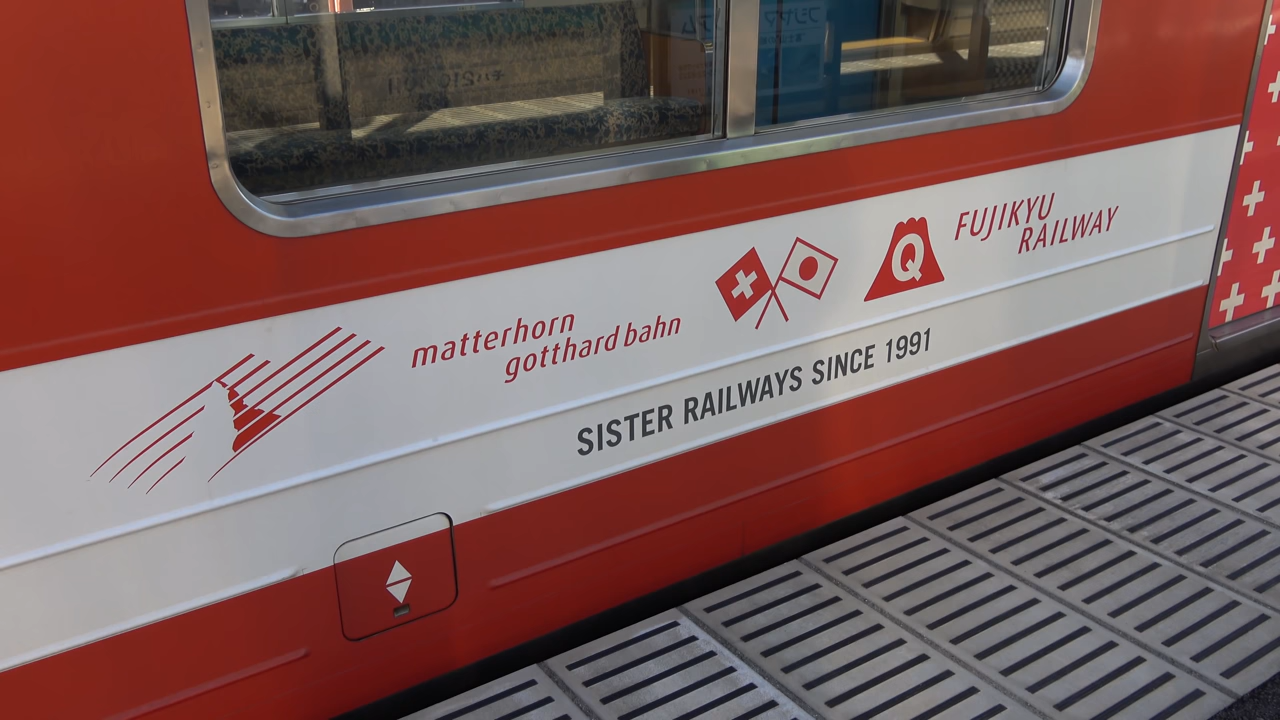 matterhorn
gotthard bahn
Q
FUJIKYU
RAILWAY
SISTER RAILWAYS SINCE 1991